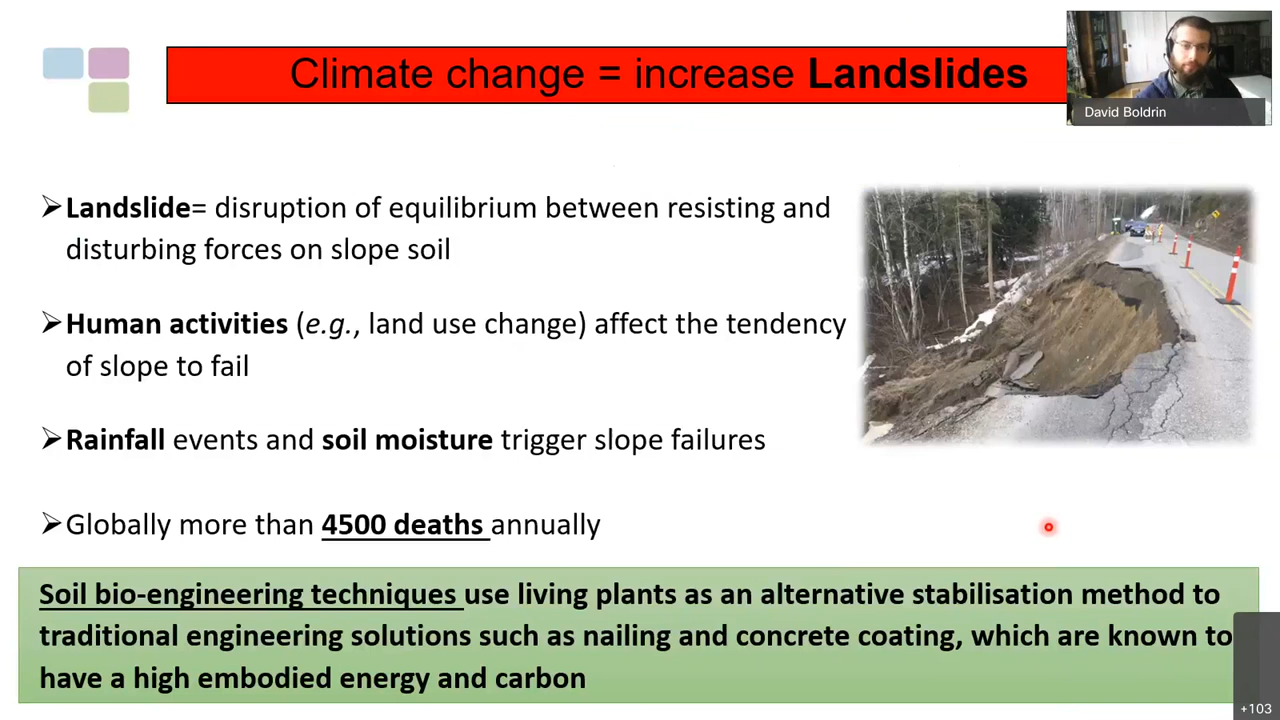 Climate change = increase Landslides
David Boldrin
➢Landslide= disruption of equilibrium between resisting and
disturbing forces on slope soil
➢Human activities (e.g., land use change) affect the tendency
of slope to fail
➢Rainfall events and soil moisture trigger slope failures
➢Globally more than 4500 deaths annually
Soil bio-engineering techniques use living plants as an alternative stabilisation method to
traditional engineering solutions such as nailing and concrete coating, which are known to
have a high embodied energy and carbon
+103